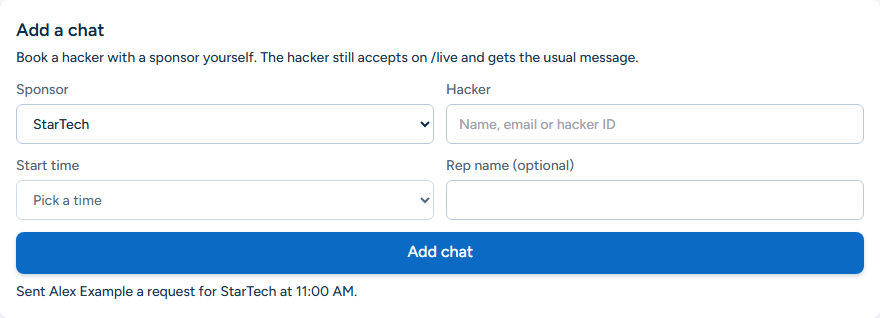 Add a chat
Book a hacker with a sponsor yourself. The hacker still accepts on /live and gets the usual message.
Sponsor
Hacker
StarTech
Name, email or hacker ID
Start time
Rep name (optional)
Pick a time
Add chat
Sent Alex Example a request for StarTech at 11:00 AM.